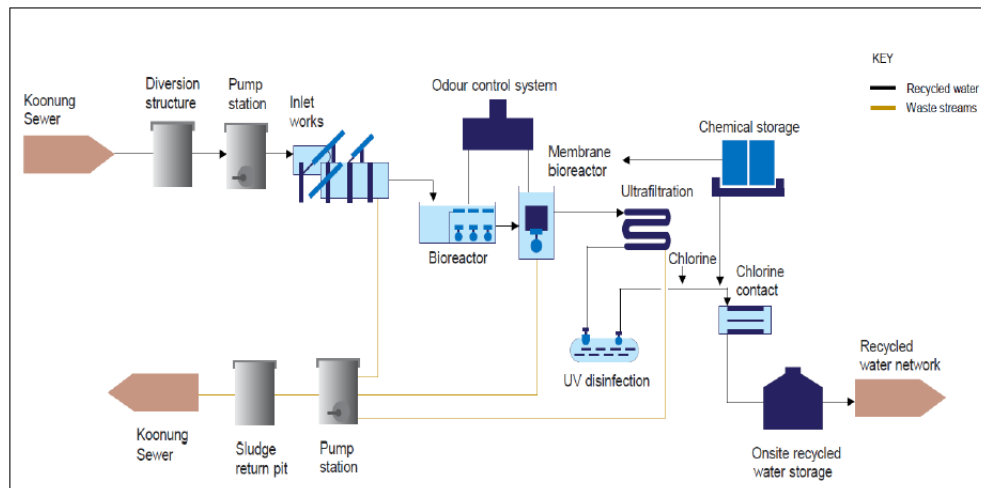 KEY
Recycled water
Waste streams
Koonung
Sewer
Diversion
structure
Pump
station
Inlet
works
Odour control system
Membrane
bioreactor
Chemical storage
Ultrafiltration
Bioreactor
Chlorine
Chlorine
contact
UV disinfection
Recycled
water network
Onsite recycled
water storage
Koonung
Sewer
Sludge
return pit
Pump
station